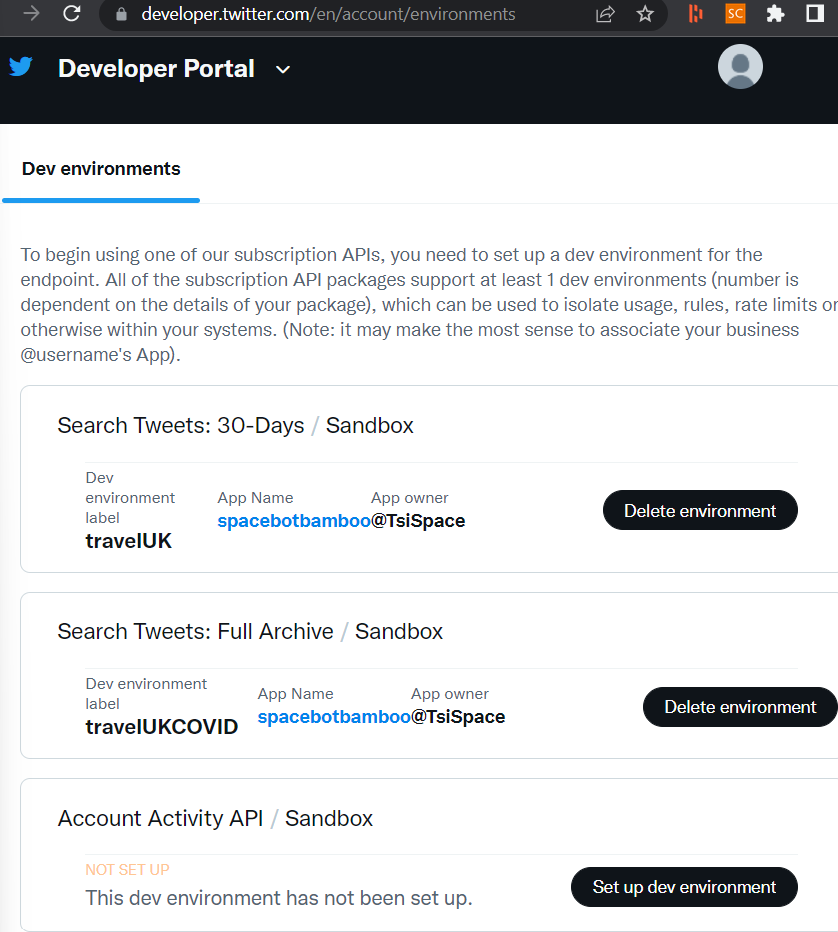 developer.twitter.com/en/account/environments
SC
Developer Portal
Dev environments
To begin using one of our subscription APIs, you need to set up a dev environment for the
endpoint. All of the subscription API packages support at least 1 dev environments (number is
dependent on the details of your package), which can be used to isolate usage, rules, rate limits or
otherwise within your systems. (Note: it may make the most sense to associate your business
@username's App).
Search Tweets: 30-Days / Sandbox
Dev
environment
label
travelUK
App Name
spacebotbamboo
App owner
@TsiSpace
Delete environment
Search Tweets: Full Archive / Sandbox
Dev environment
label
travelUKCOVID
App Name
spacebotbamboo
App owner
@TsiSpace
Delete environment
Account Activity API / Sandbox
NOT SET UP
This dev environment has not been set up.
Set up dev environment